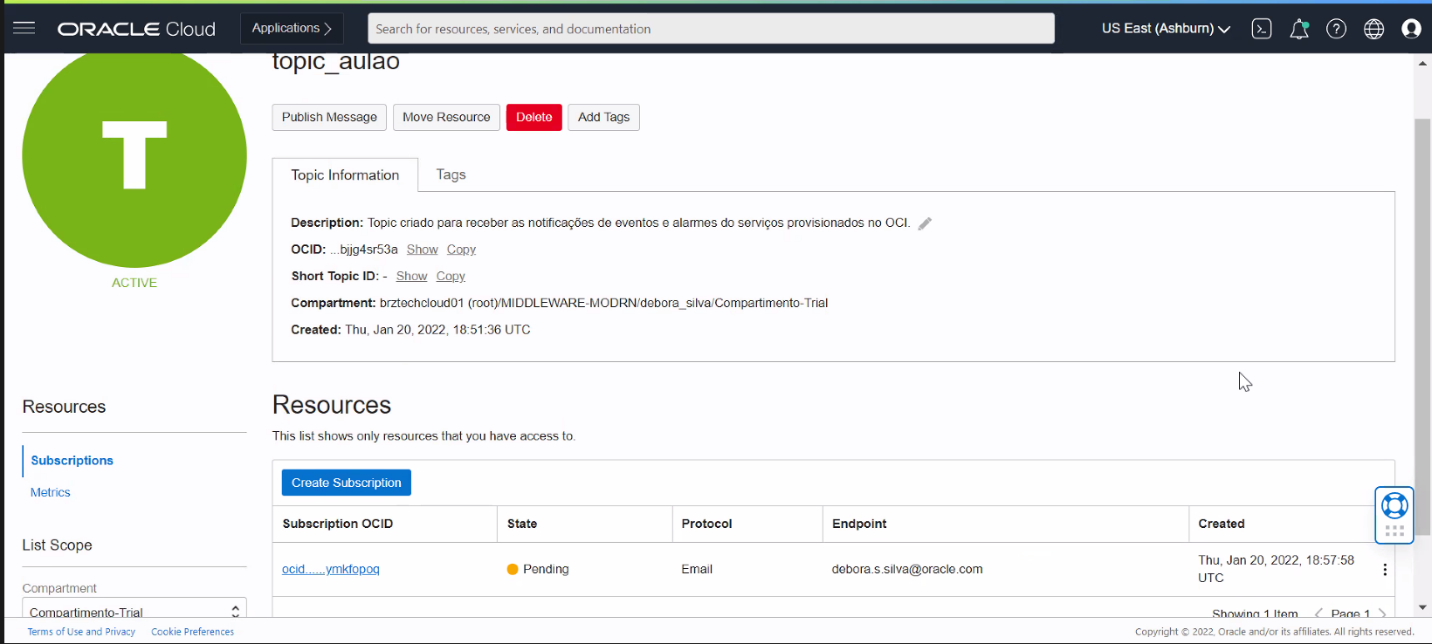 ORACLE Cloud
Applications
Search for resources, services, and documentation
US East (Ashburn)
topic_aulao
T
ACTIVE
Publish Message
Move Resource
Delete
Add Tags
Topic Information
Tags
Description: Topic criado para receber as notificações de eventos e alarmes do serviços provisionados no OCI.
OCID: ...bjjg4sr53a Show Copy
Short Topic ID: - Show Copy
Compartment: brztechcloud01 (root)/MIDDLEWARE-MODRN/debora_silva/Compartimento-Trial
Created: Thu, Jan 20, 2022, 18:51:36 UTC
Resources
Subscriptions
Metrics
List Scope
Compartment
Compartimento-Trial
Resources
This list shows only resources that you have access to.
Create Subscription
Subscription OCID State Protocol Endpoint Created
ocid......ymkfopoq Pending Email debora.s.silva@oracle.com Thu, Jan 20, 2022, 18:57:58
UTC
Showing 1 Item < Page 1 >
Terms of Use and Privacy Cookie Preferences
Copyright © 2022, Oracle and/or its affiliates. All rights reserved.